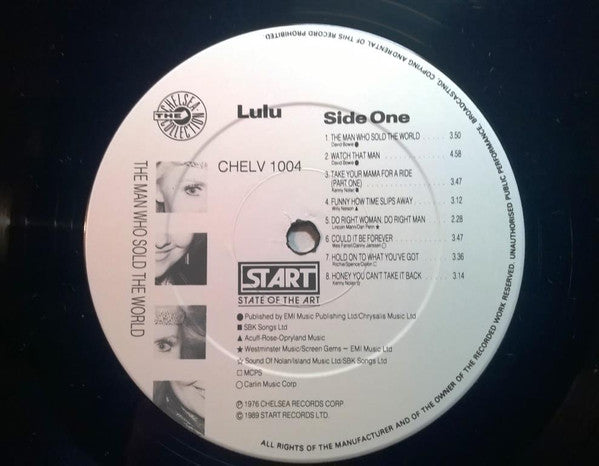 THE
CHELSEA
COLLECTION
Lulu
Side One
CHELV 1004
1. THE MAN WHO SOLD THE WORLD . . . . . . . 3.50
David Bowie ●
2. WATCH THAT MAN . . . . . . . . . . . . . 4.58
David Bowie ●
3. TAKE YOUR MAMA FOR A RIDE
(PART ONE) . . . . . . . . . . . . . . . 3.47
Kenny Nolan ■
4. FUNNY HOW TIME SLIPS AWAY . . . . 3.12
Willy Nelson ▲
5. DO RIGHT WOMAN, DO RIGHT MAN . . . . . 2.28
Lincoln Mann/Dan Penn ★
6. COULD IT BE FOREVER . . . . . . . . 3.47
Wes Farrell/Danny Janssen ○
7. HOLD ON TO WHAT YOU'VE GOT . . . . . 3.36
8. HONEY YOU CAN'T TAKE IT BACK . . . . 3.14
Kenny Nolan ☆
START
STATE OF THE ART
● Published by EMI Music Publishing Ltd/Chrysalis Music Ltd
■ SBK Songs Ltd
▲ Acuff-Rose-Opryland Music
★ Westminster Music/Screen Gems – EMI Music Ltd
☆ Sound Of Nolan/Island Music Ltd/SBK Songs Ltd
□ MCPS
○ Carlin Music Corp
℗ 1976 CHELSEA RECORDS CORP.
© 1989 START RECORDS LTD.
THE MAN WHO SOLD THE WORLD
ALL RIGHTS OF THE MANUFACTURER AND OF THE OWNER OF THE RECORDED WORK RESERVED. UNAUTHORISED PUBLIC PERFORMANCE, BROADCASTING, COPYING AND RENTAL OF THIS RECORD PROHIBITED